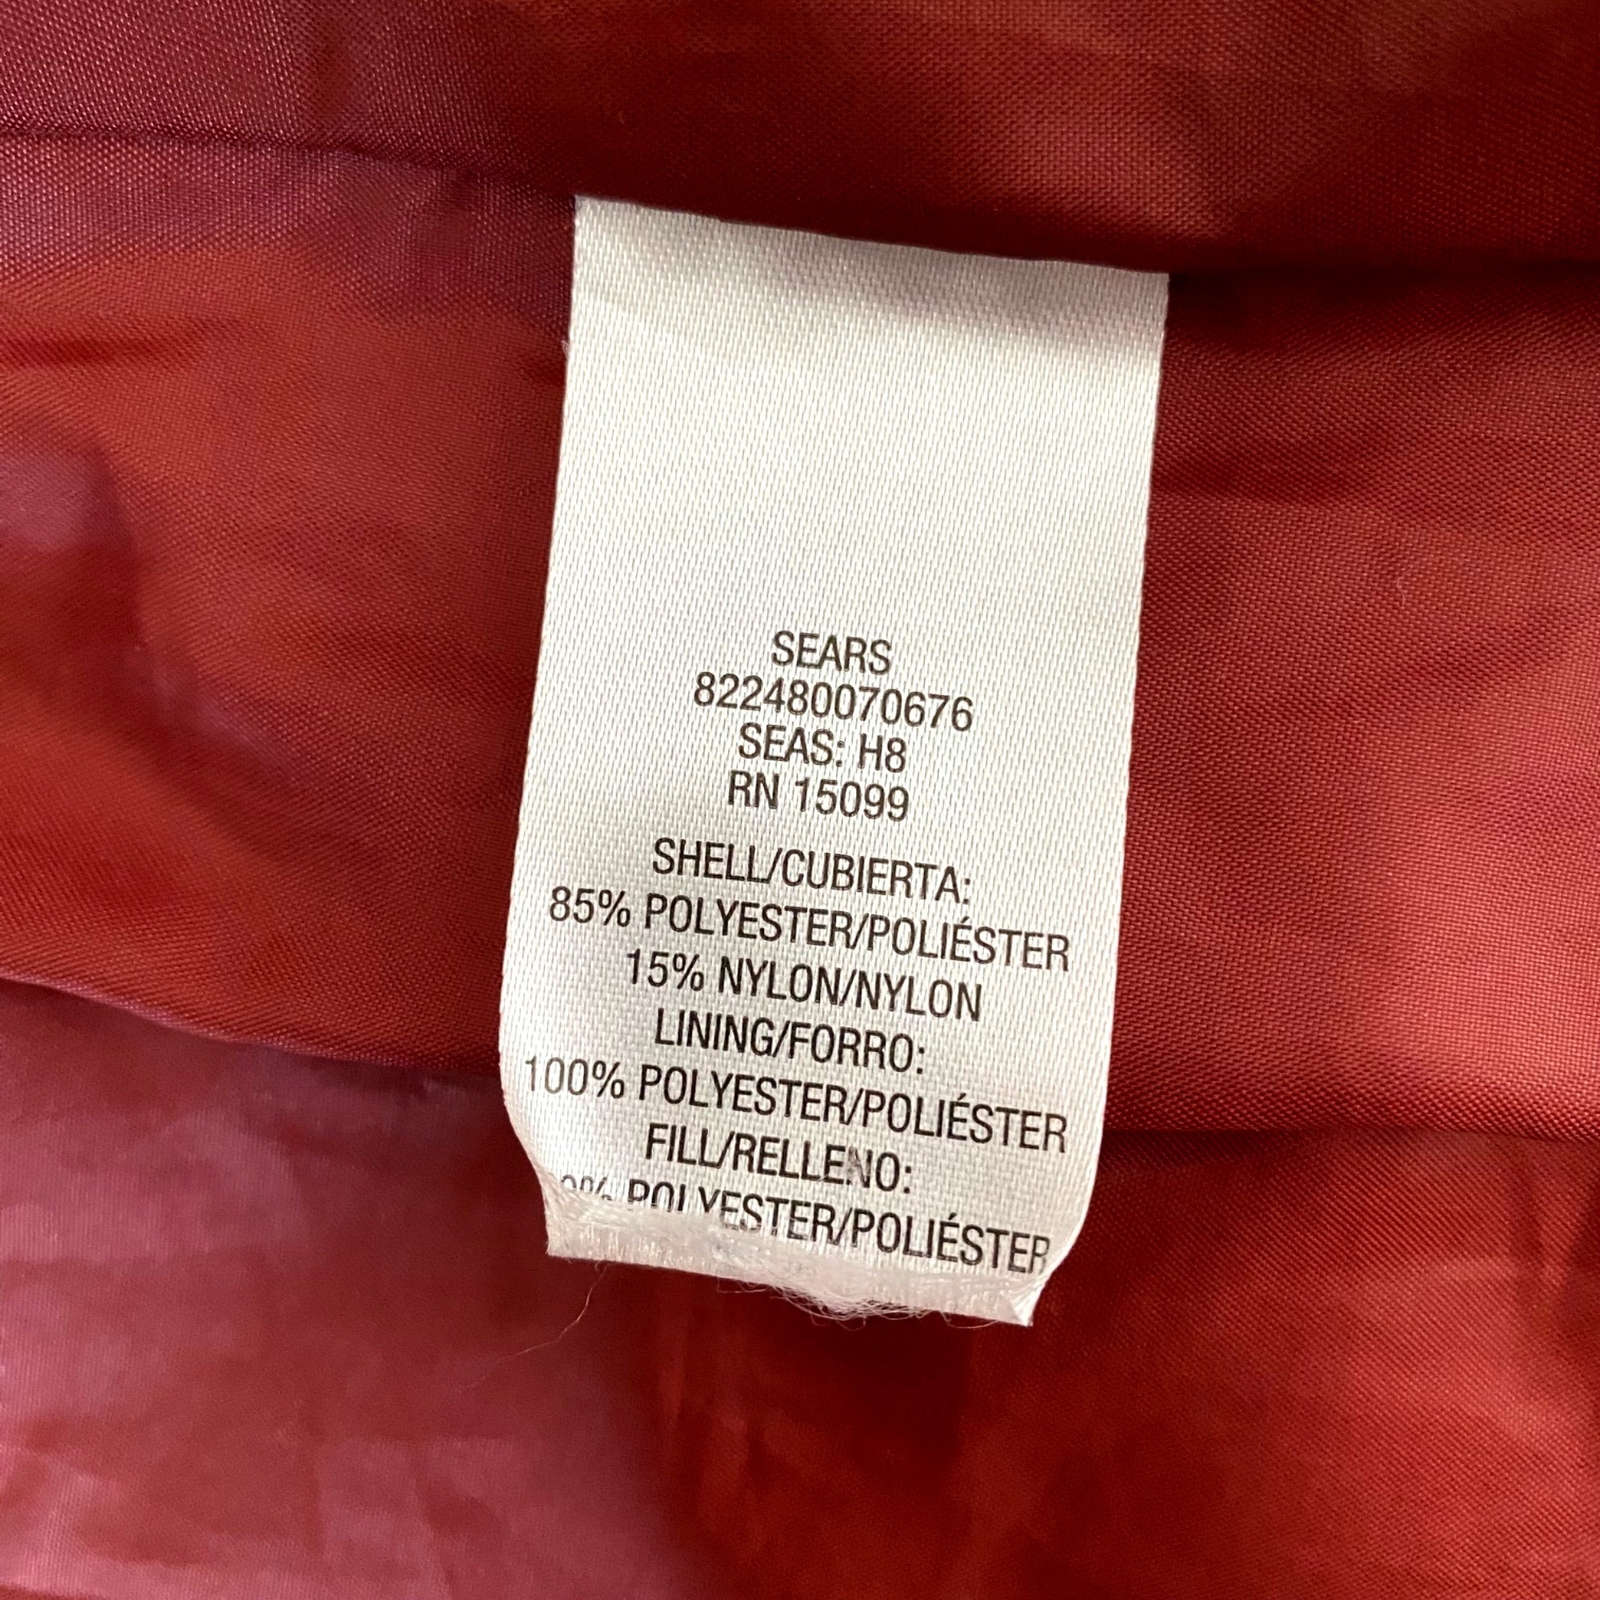 SEARS
822480070676
SEAS: H8
RN 15099
SHELL/CUBIERTA:
85% POLYESTER/POLIÉSTER
15% NYLON/NYLON
LINING/FORRO:
100% POLYESTER/POLIÉSTER
FILL/RELLENO:
POLYESTER/POLIÉSTER